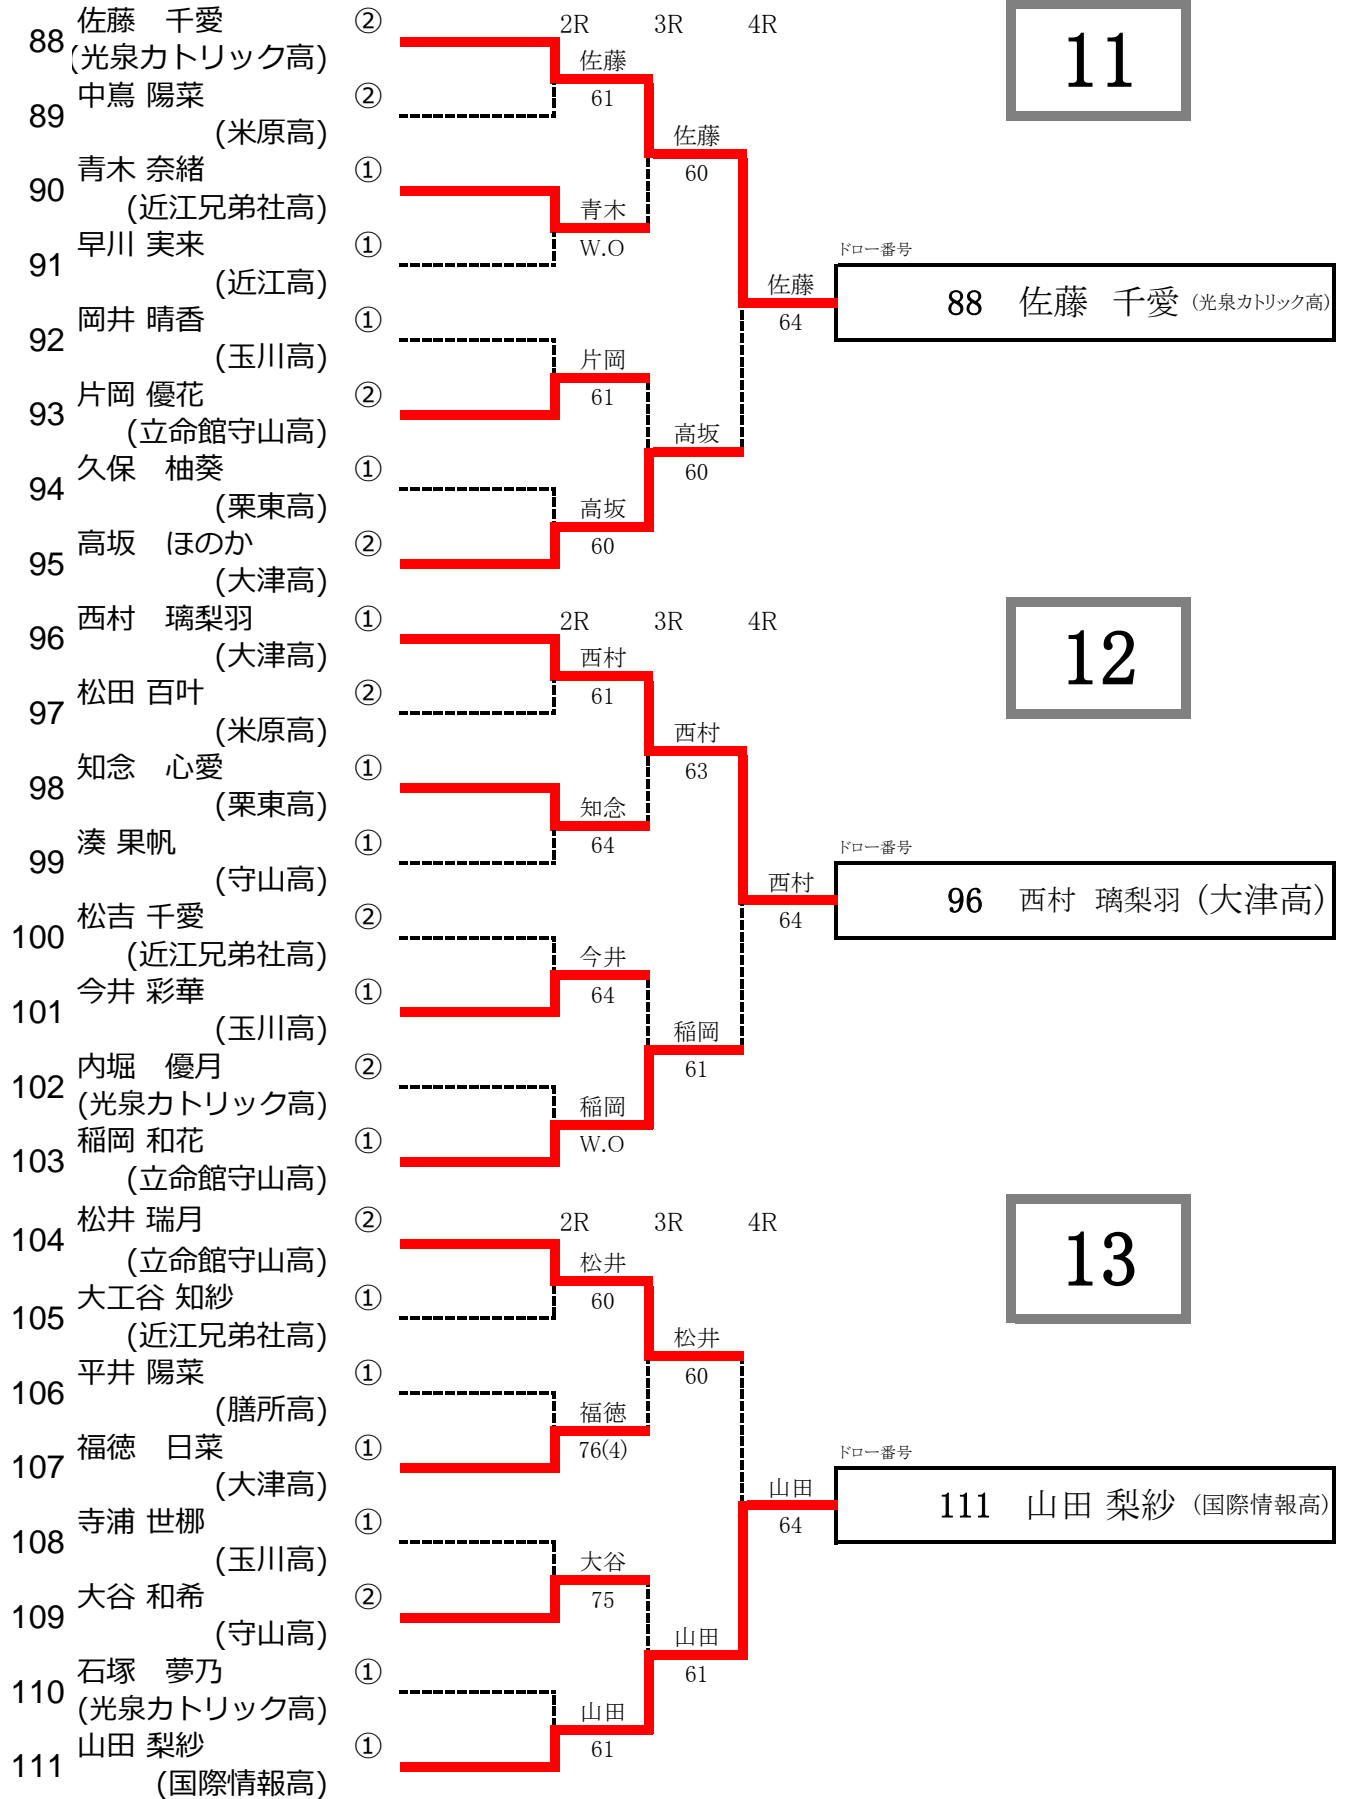 佐藤　千愛 ② 2R 3R 4R 11
88 (光泉カトリック高) 佐藤
中嶌 陽菜 ② 61
89 (米原高) 佐藤
青木 奈緒 ① 60
90 (近江兄弟社高) 青木
早川 実来 ① W.O ドロー番号
91 (近江高) 佐藤 88 佐藤 千愛 (光泉カトリック高)
岡井 晴香 ① 64
92 (玉川高) 片岡
片岡 優花 ② 61
93 (立命館守山高) 高坂
久保　柚葵 ① 60
94 (栗東高) 高坂
高坂　ほのか ② 60
95 (大津高)
西村　璃梨羽 ① 2R 3R 4R 12
96 (大津高) 西村
松田 百叶 ② 61
97 (米原高) 西村
知念　心愛 ① 63
98 (栗東高) 知念
湊 果帆 ① 64 ドロー番号
99 (守山高) 西村 96 西村 璃梨羽 (大津高)
松吉 千愛 ② 64
100 (近江兄弟社高) 今井
今井 彩華 ① 64
101 (玉川高) 稲岡
内堀　優月 ② 61
102 (光泉カトリック高) 稲岡
稲岡 和花 ① W.O
103 (立命館守山高)
松井 瑞月 ② 2R 3R 4R 13
104 (立命館守山高) 松井
大工谷 知紗 ① 60
105 (近江兄弟社高) 松井
平井 陽菜 ① 60
106 (膳所高) 福徳
福徳　日菜 ① 76(4) ドロー番号
107 (大津高) 山田 111 山田 梨紗 (国際情報高)
寺浦 世梛 ① 64
108 (玉川高) 大谷
大谷 和希 ② 75
109 (守山高) 山田
石塚　夢乃 ① 61
110 (光泉カトリック高) 山田
山田 梨紗 ① 61
111 (国際情報高)